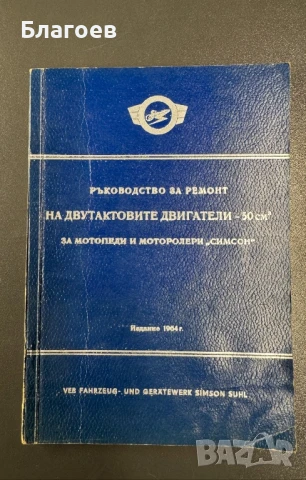 Благоев
РЪКОВОДСТВО ЗА РЕМОНТ
НА ДВУТАКТОВИТЕ ДВИГАТЕЛИ - 50 см³
ЗА МОТОПЕДИ И МОТОРОЛЕРИ „СИМСОН"
Издание 1964 г.
VEB FAHRZEUG- UND GERÄTEWERK SIMSON SUHL
BAZAR